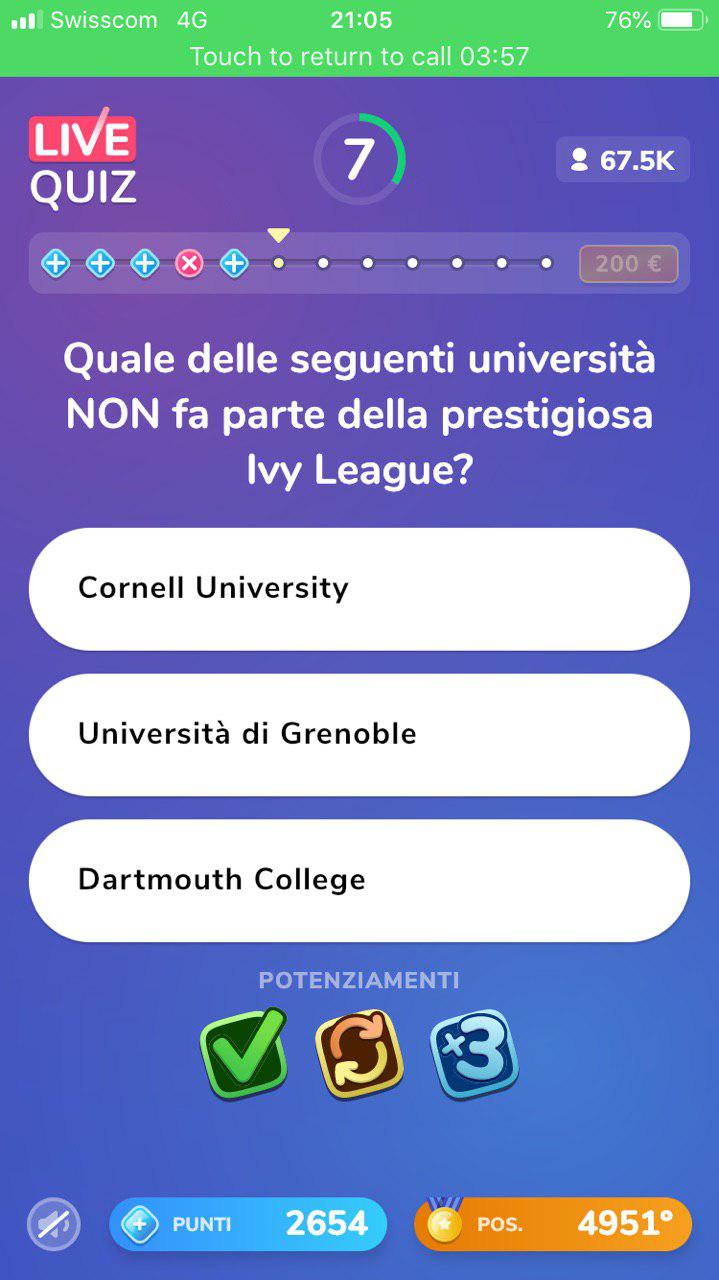 Swisscom 4G 21:05 76%
Touch to return to call 03:57
LIVE
QUIZ
7
67.5K
200 €
Quale delle seguenti università
NON fa parte della prestigiosa
Ivy League?
Cornell University
Università di Grenoble
Dartmouth College
POTENZIAMENTI
×3
PUNTI 2654
POS. 4951°